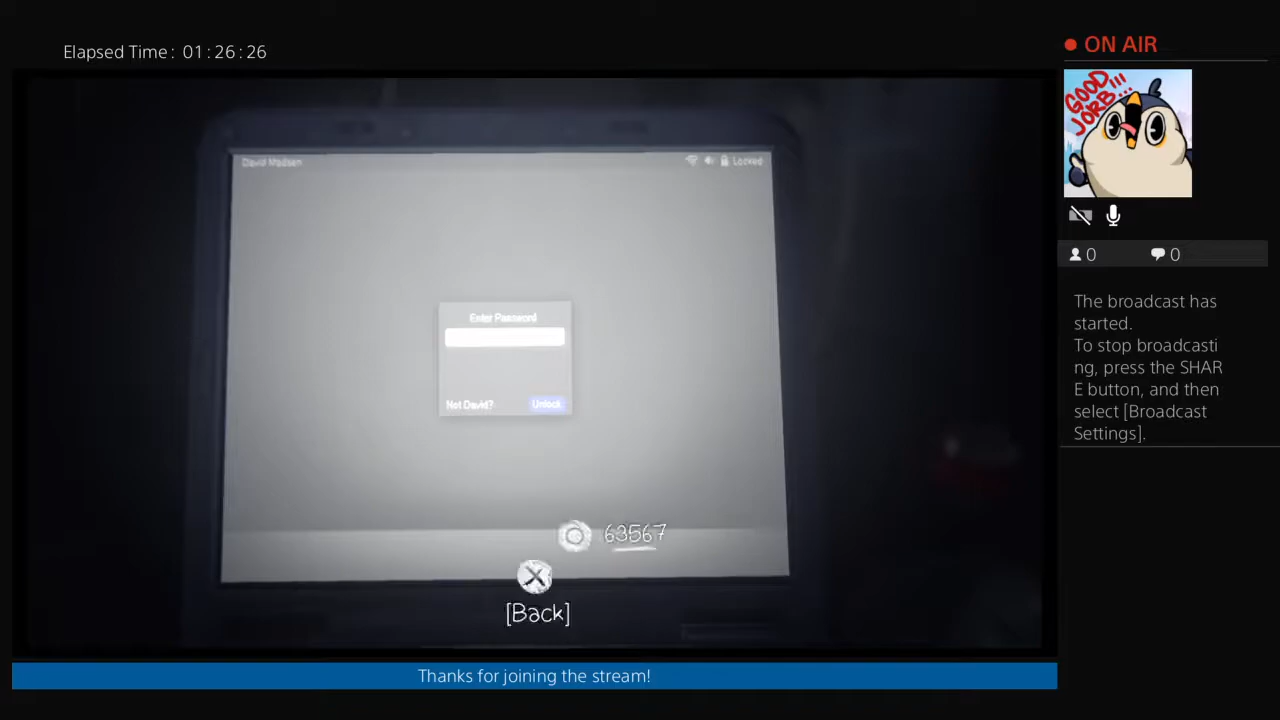 Elapsed Time: 01:26:26
ON AIR
GOOD
JORB!!!...
David Madsen
Locked
Enter Password
Not David?
Unlock
0
0
The broadcast has
started.
To stop broadcasti
ng, press the SHAR
E button, and then
select [Broadcast
Settings].
63567
[Back]
Thanks for joining the stream!